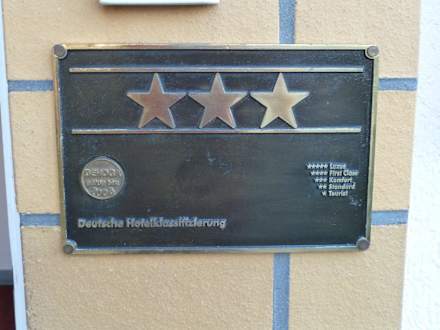 DEHOGA
Deutsche Hotelklassifizierung
***** Luxus
**** First Class
*** Komfort
** Standard
* Tourist